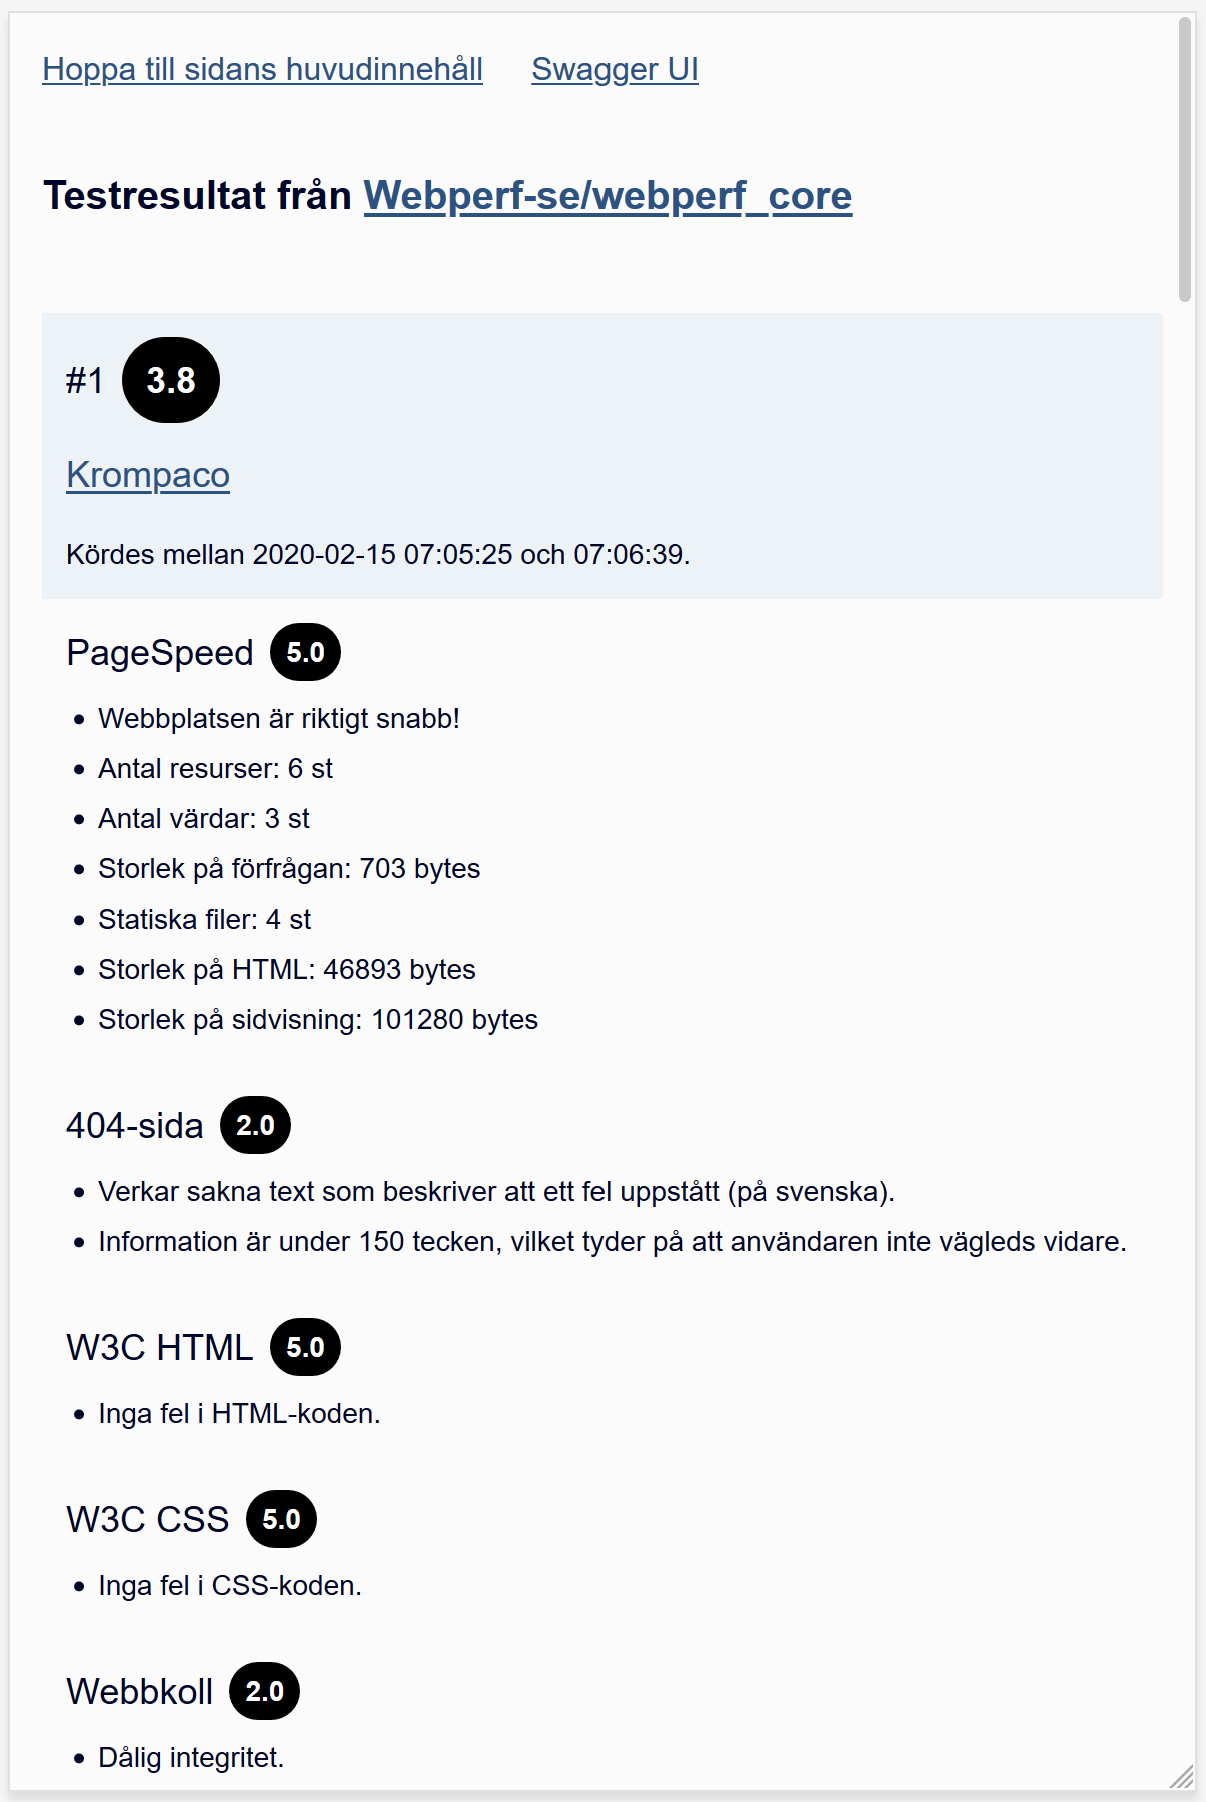 Hoppa till sidans huvudinnehåll Swagger UI
Testresultat från Webperf-se/webperf_core
#1 3.8
Krompaco
Kördes mellan 2020-02-15 07:05:25 och 07:06:39.
PageSpeed 5.0
• Webbplatsen är riktigt snabb!
• Antal resurser: 6 st
• Antal värdar: 3 st
• Storlek på förfrågan: 703 bytes
• Statiska filer: 4 st
• Storlek på HTML: 46893 bytes
• Storlek på sidvisning: 101280 bytes
404-sida 2.0
• Verkar sakna text som beskriver att ett fel uppstått (på svenska).
• Information är under 150 tecken, vilket tyder på att användaren inte vägleds vidare.
W3C HTML 5.0
• Inga fel i HTML-koden.
W3C CSS 5.0
• Inga fel i CSS-koden.
Webbkoll 2.0
• Dålig integritet.